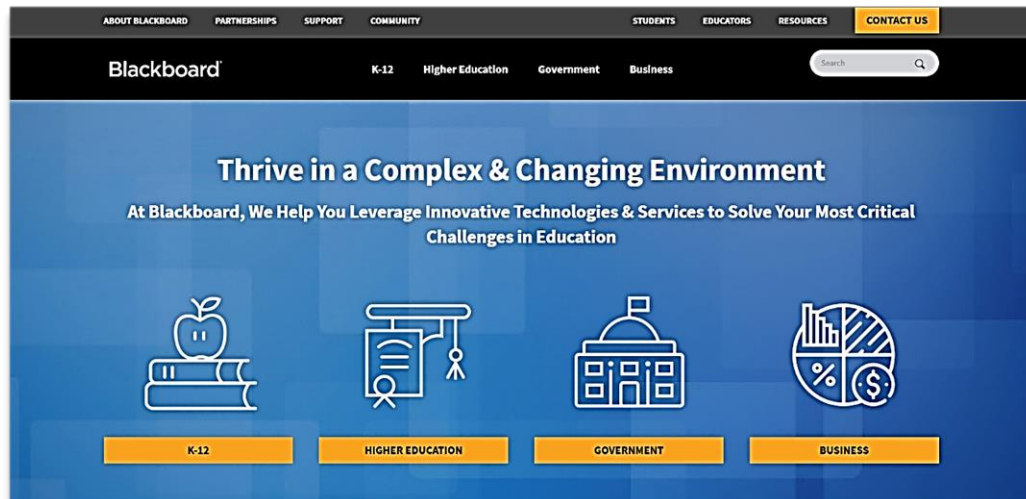 ABOUT BLACKBOARD PARTNERSHIPS SUPPORT COMMUNITY STUDENTS EDUCATORS RESOURCES CONTACT US
Blackboard K-12 Higher Education Government Business Search
Thrive in a Complex & Changing Environment
At Blackboard, We Help You Leverage Innovative Technologies & Services to Solve Your Most Critical
Challenges in Education
% $
K-12 HIGHER EDUCATION GOVERNMENT BUSINESS